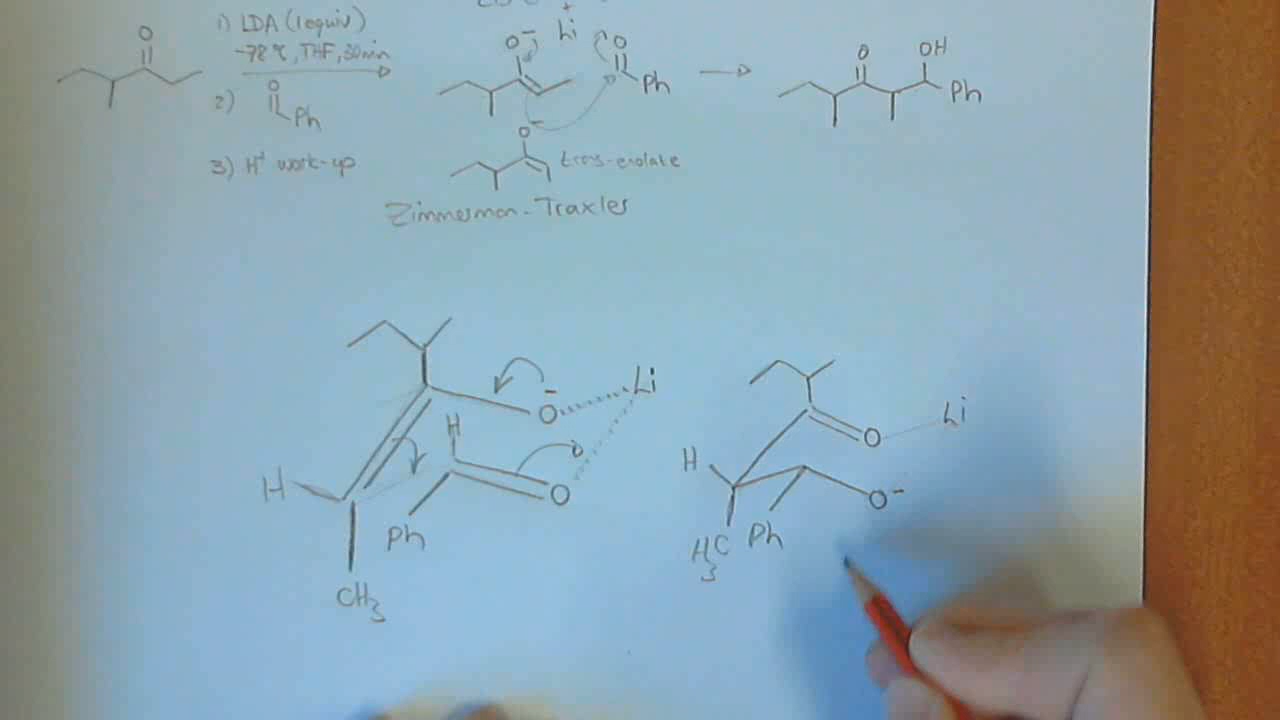 1) LDA (1equiv)
-78 °C, THF, 30min
2) O Ph
3) H⁺ work-up
O
O⁻ Li O Ph
O OH Ph
O⁻ trans-enolate
Zimmerman-Traxler
O⁻ Li
H O
H Ph
CH₃
O Li
H O⁻
H₃C Ph